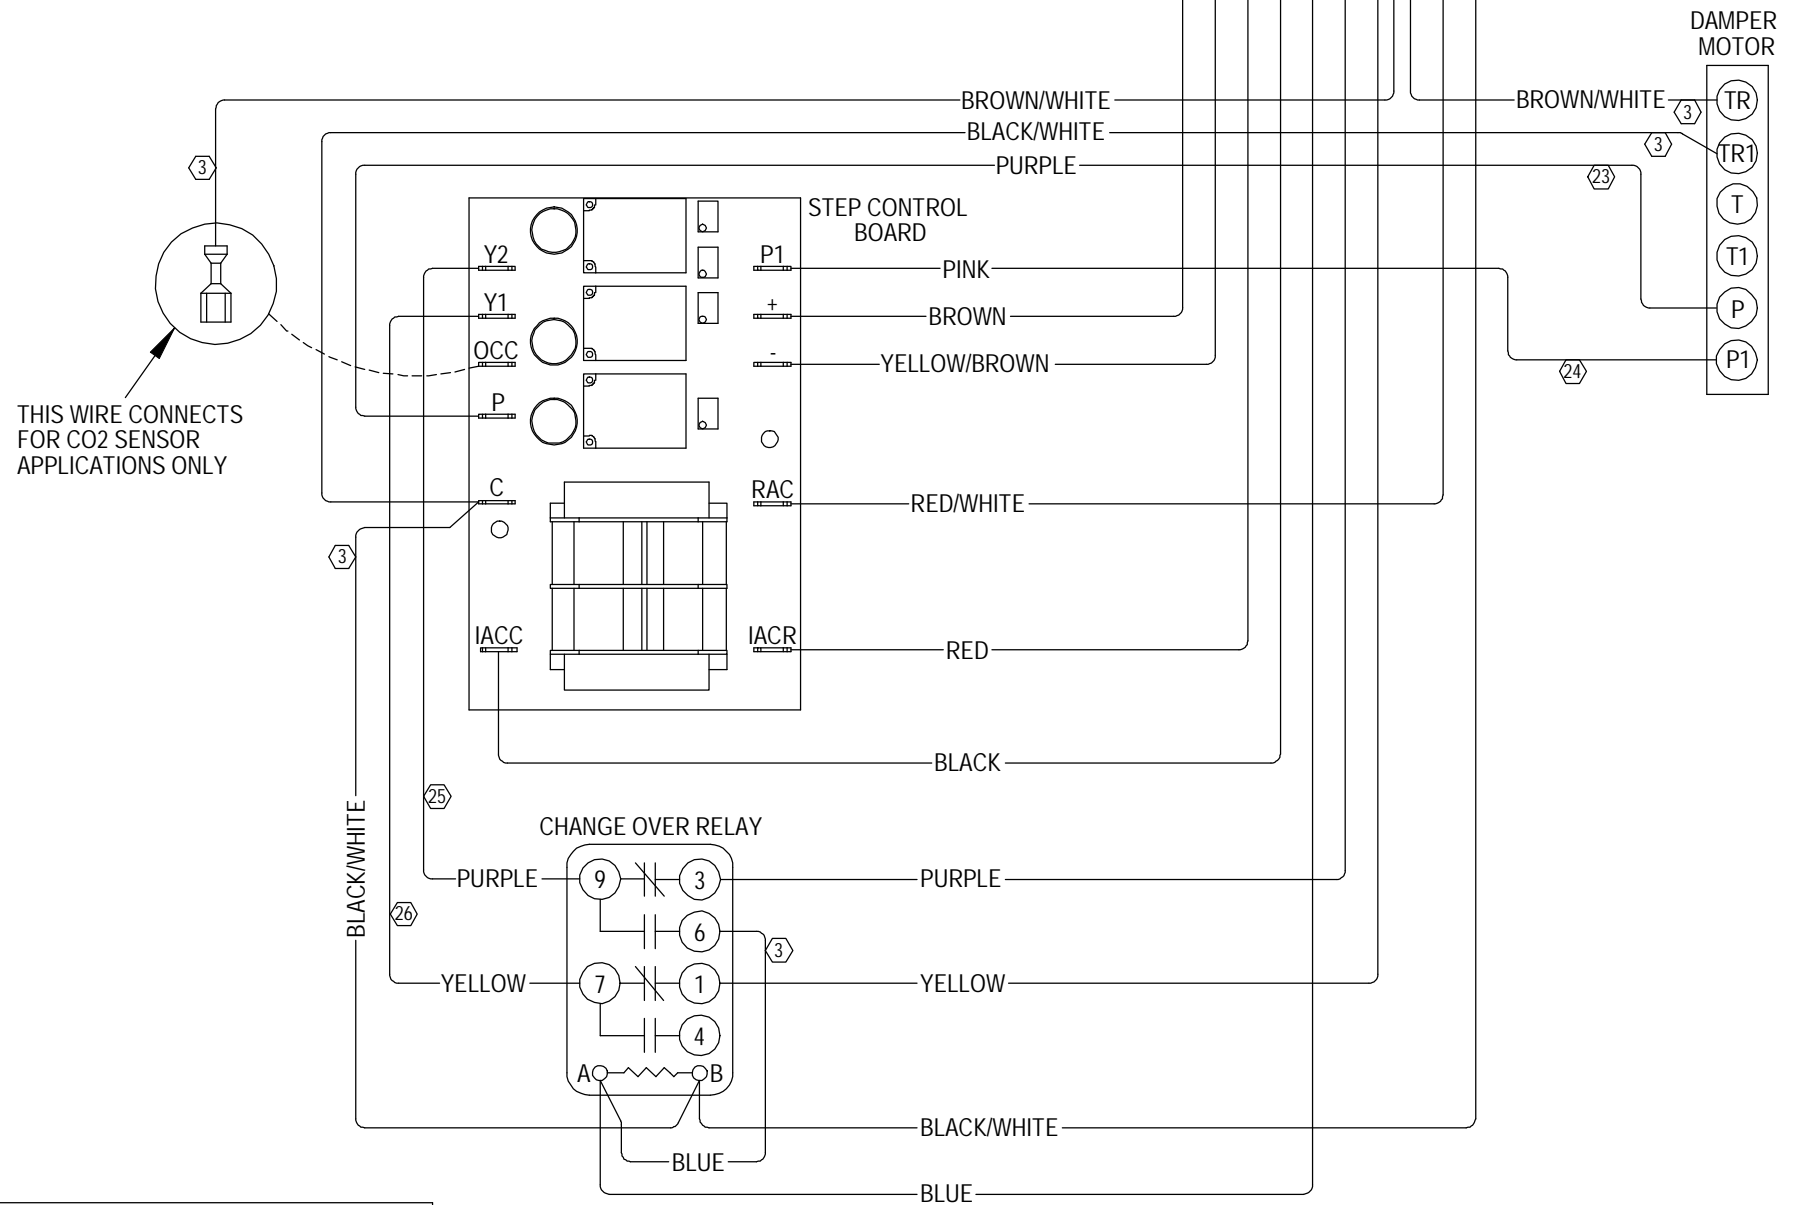 DAMPER
MOTOR
BROWN/WHITE
BROWN/WHITE
3
TR
BLACK/WHITE
3
TR1
3
PURPLE
23
T
STEP CONTROL
BOARD
Y2
P1
PINK
T1
Y1
+
BROWN
P
OCC
-
YELLOW/BROWN
24
P1
P
THIS WIRE CONNECTS
FOR CO2 SENSOR
APPLICATIONS ONLY
C
RAC
RED/WHITE
3
IACC
IACR
RED
BLACK
25
CHANGE OVER RELAY
BLACK/WHITE
PURPLE
9
3
PURPLE
26
6
3
YELLOW
7
1
YELLOW
4
A
B
BLACK/WHITE
BLUE
BLUE